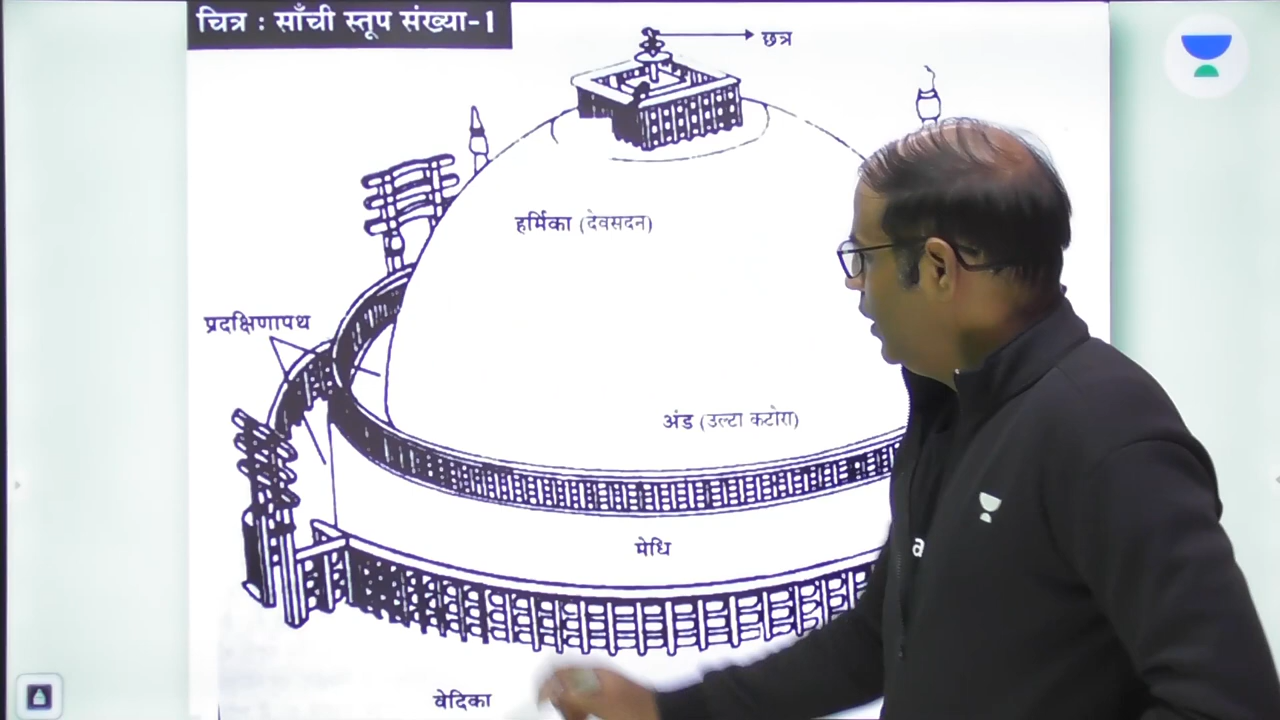 चित्र : साँची स्तूप संख्या-1
छत्र
हर्मिका (देवसदन)
प्रदक्षिणापथ
अंड (उल्टा कटोरा)
a
मेधि
वेदिका